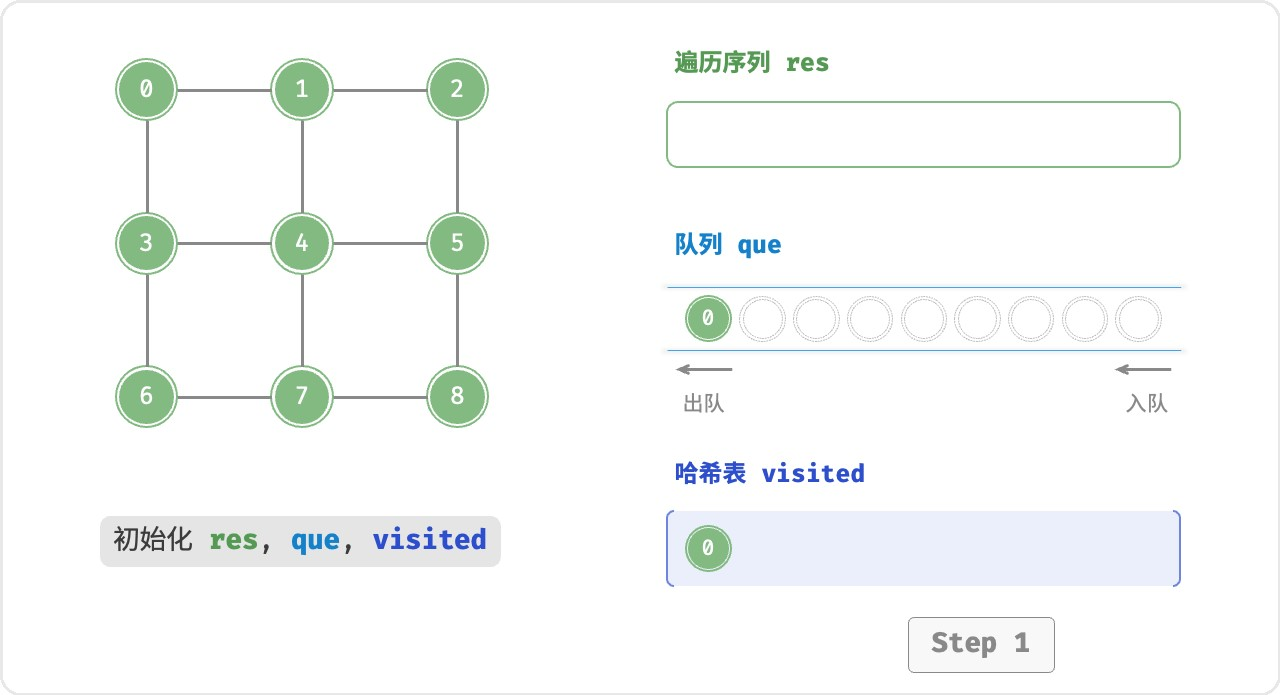 0 1 2
3 4 5
6 7 8
初始化 res, que, visited
遍历序列 res
队列 que
0
出队 入队
哈希表 visited
0
Step 1